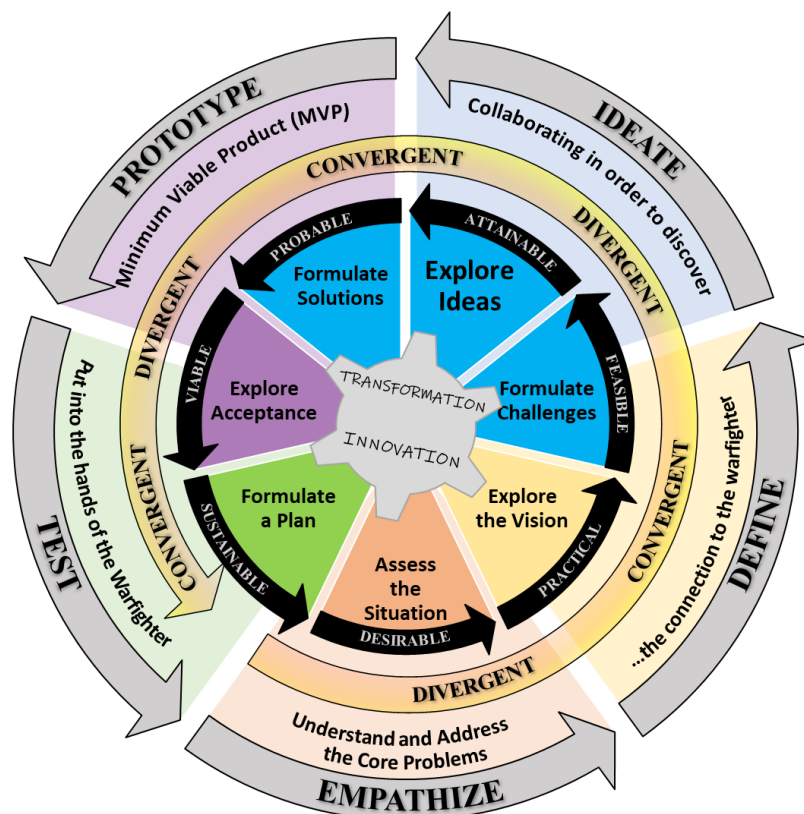 PROTOTYPE
IDEATE
Minimum Viable Product (MVP)
Collaborating in order to discover
CONVERGENT
DIVERGENT
PROBABLE
ATTAINABLE
Formulate
Solutions
Explore
Ideas
DIVERGENT
VIABLE
FEASIBLE
Explore
Acceptance
TRANSFORMATION
INNOVATION
Formulate
Challenges
TEST
Put into the hands of the Warfighter
CONVERGENT
SUSTAINABLE
Formulate
a Plan
Assess
the
Situation
DESIRABLE
Explore
the Vision
PRACTICAL
CONVERGENT
...the connection to the warfighter
DEFINE
DIVERGENT
Understand and Address
the Core Problems
EMPATHIZE